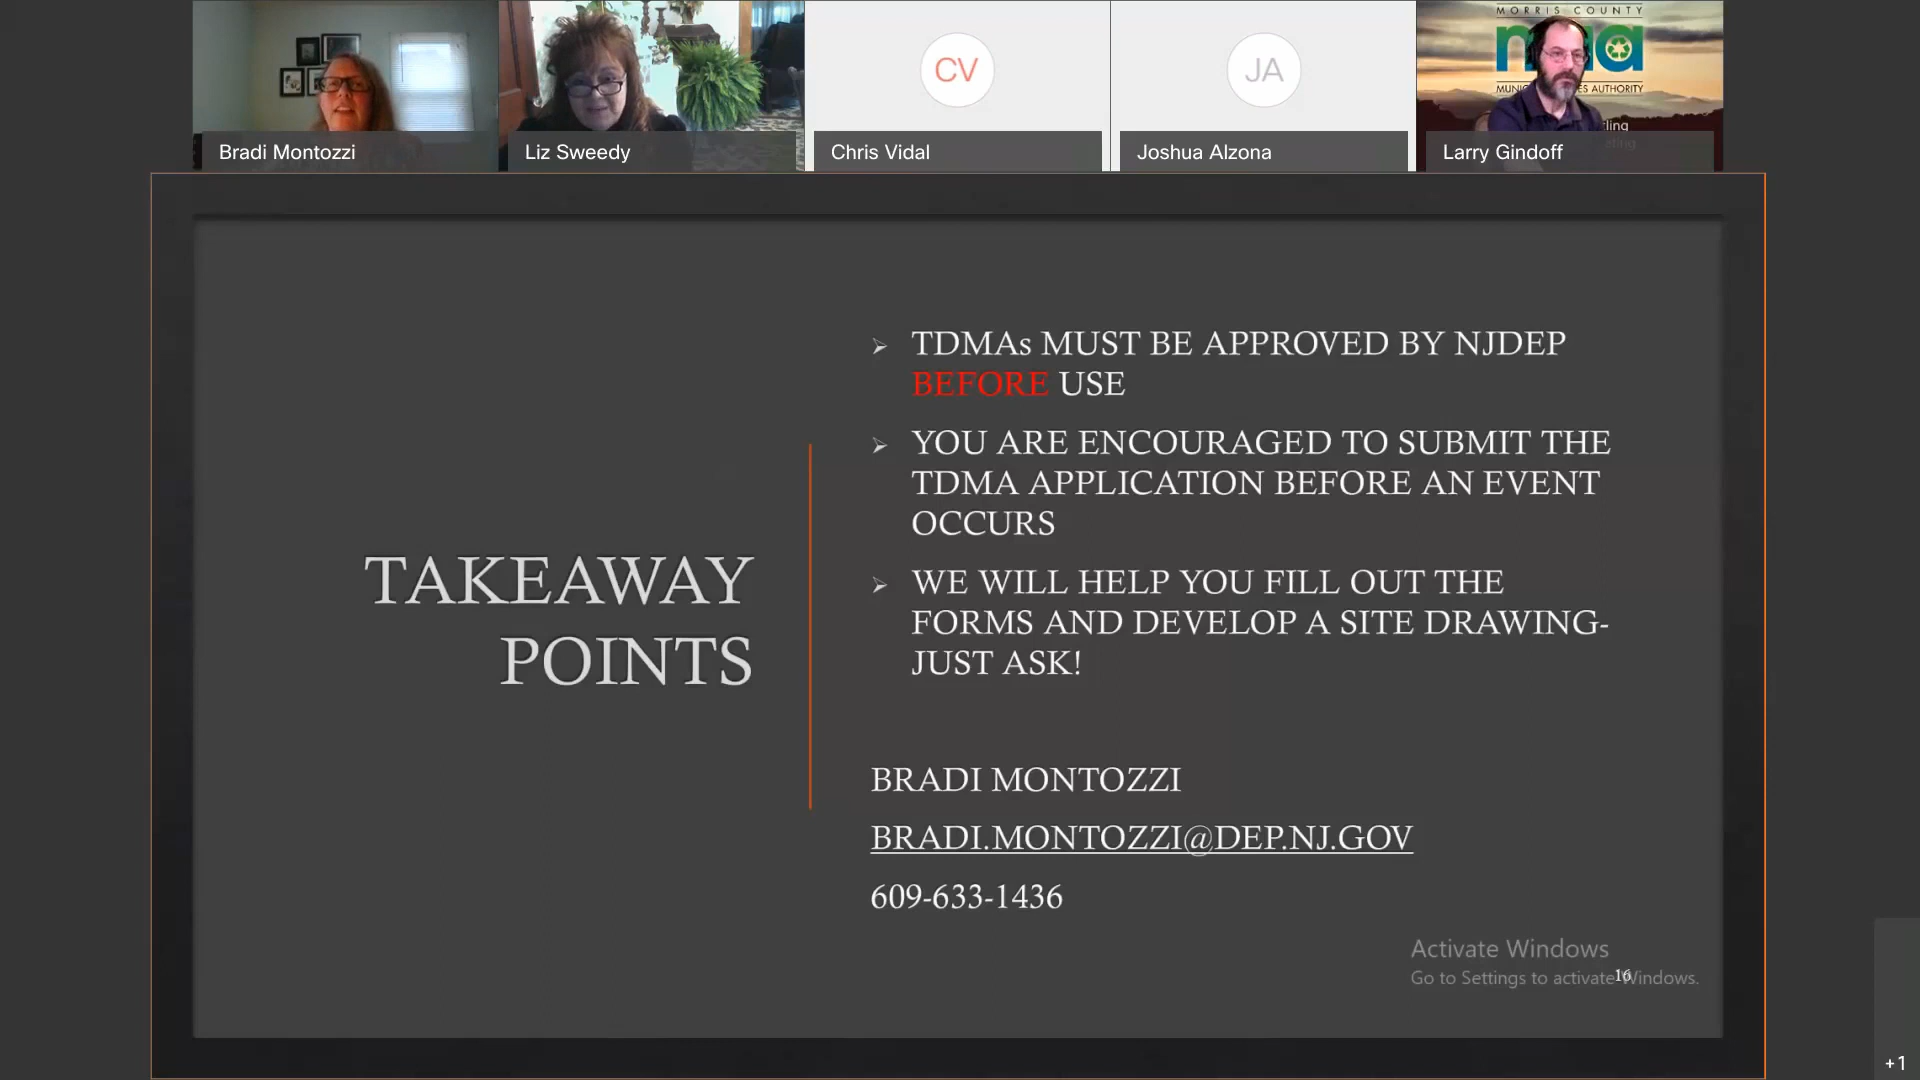 MORRIS COUNTY
CV
JA
Bradi Montozzi
Liz Sweedy
Chris Vidal
Joshua Alzona
Larry Gindoff
TAKEAWAY
POINTS
➢ TDMAs MUST BE APPROVED BY NJDEP
BEFORE USE
➢ YOU ARE ENCOURAGED TO SUBMIT THE
TDMA APPLICATION BEFORE AN EVENT
OCCURS
➢ WE WILL HELP YOU FILL OUT THE
FORMS AND DEVELOP A SITE DRAWING-
JUST ASK!
BRADI MONTOZZI
BRADI.MONTOZZI@DEP.NJ.GOV
609-633-1436
Activate Windows
Go to Settings to activate Windows.
16
+1